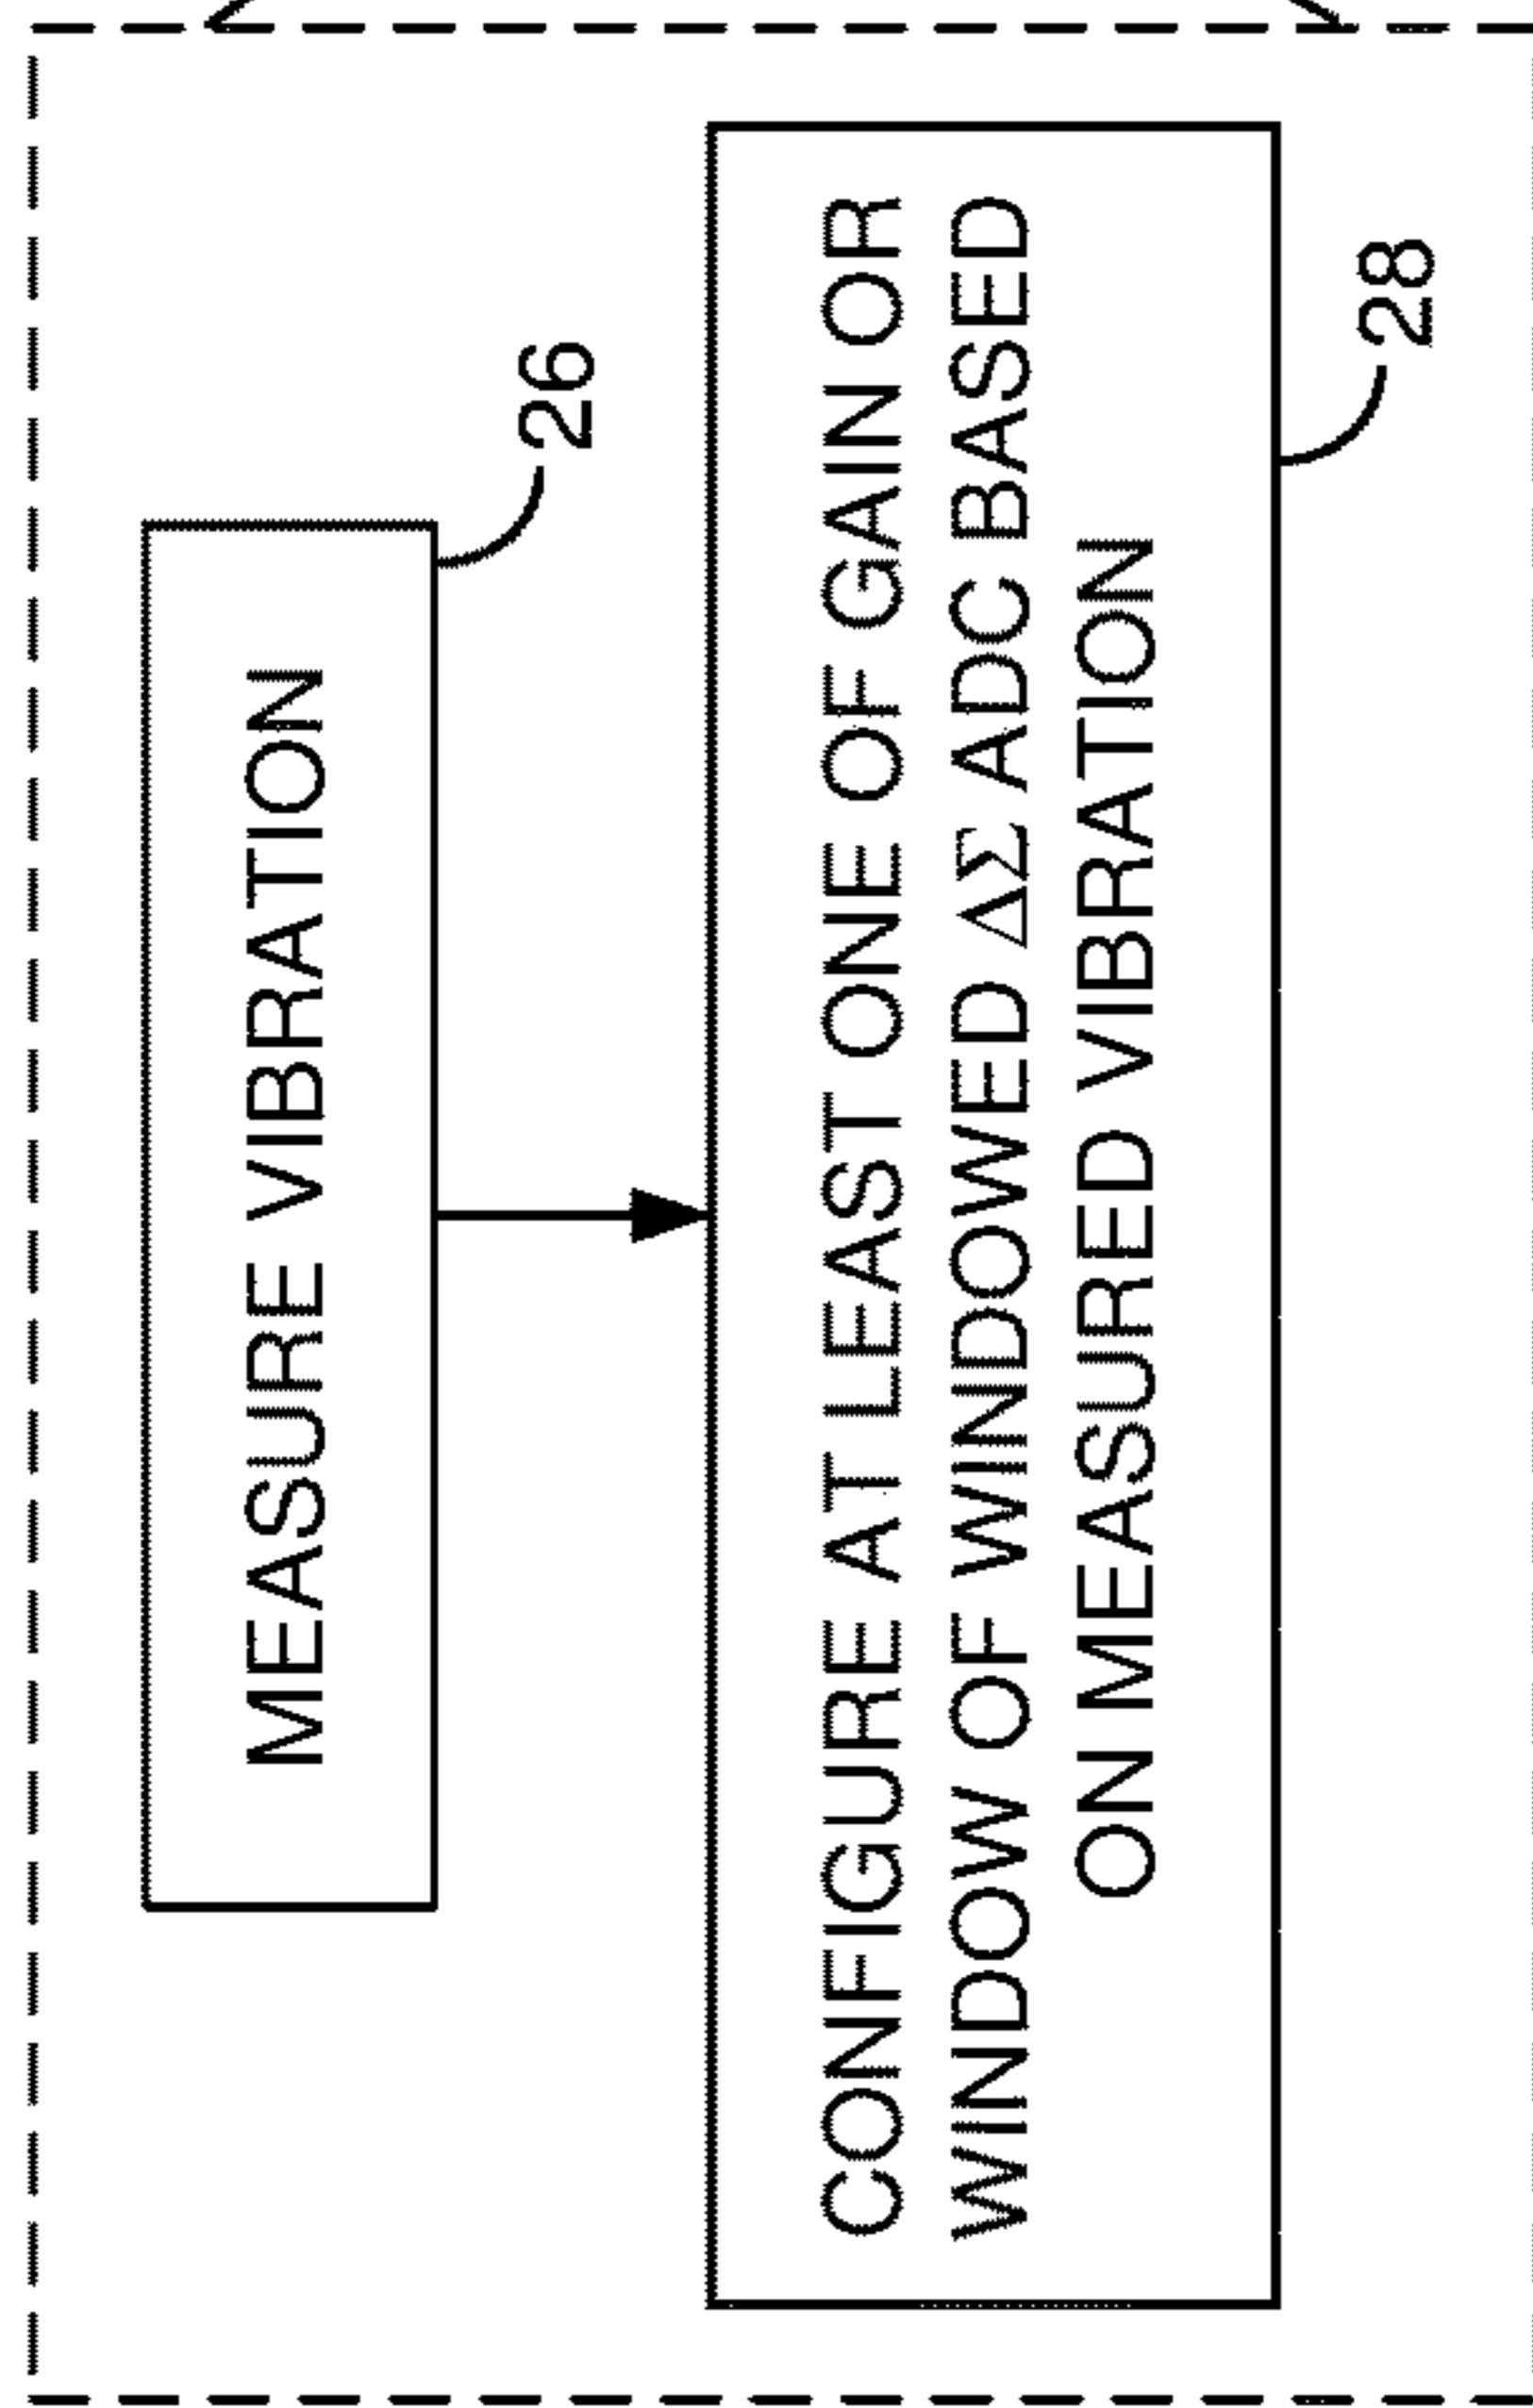 MEASURE VIBRATION
26
CONFIGURE AT LEAST ONE OF GAIN OR
WINDOW OF WINDOWED ΔΣ ADC BASED
ON MEASURED VIBRATION
28